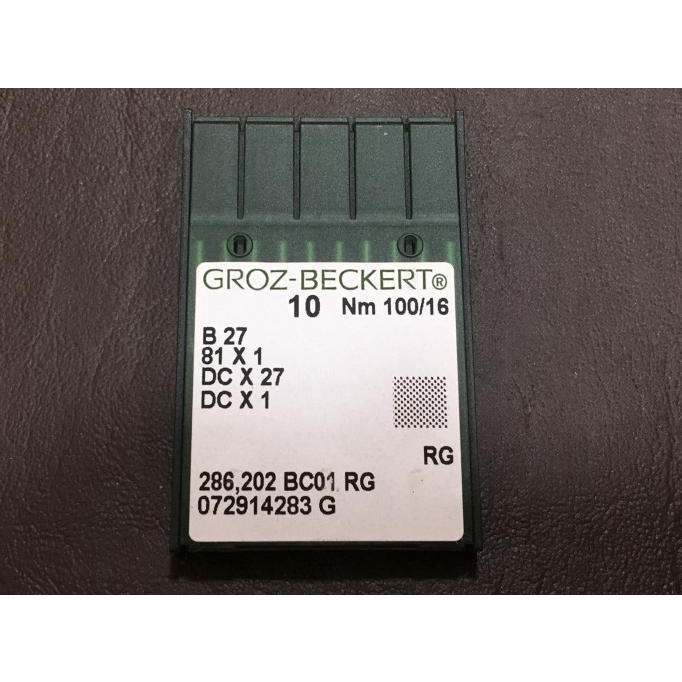 GROZ-BECKERT®
10 Nm 100/16
B 27
81 X 1
DC X 27
DC X 1
RG
286,202 BC01 RG
072914283 G